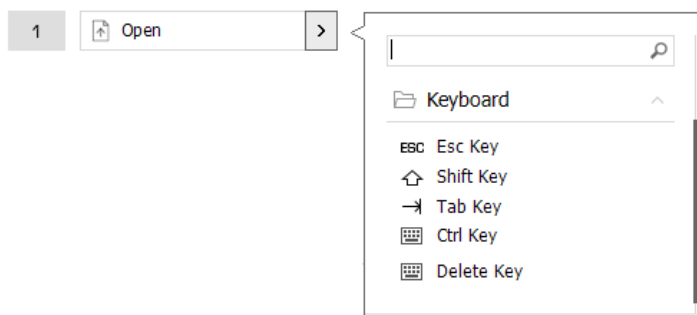 1 Open >
Keyboard
ESC Esc Key
Shift Key
Tab Key
Ctrl Key
Delete Key